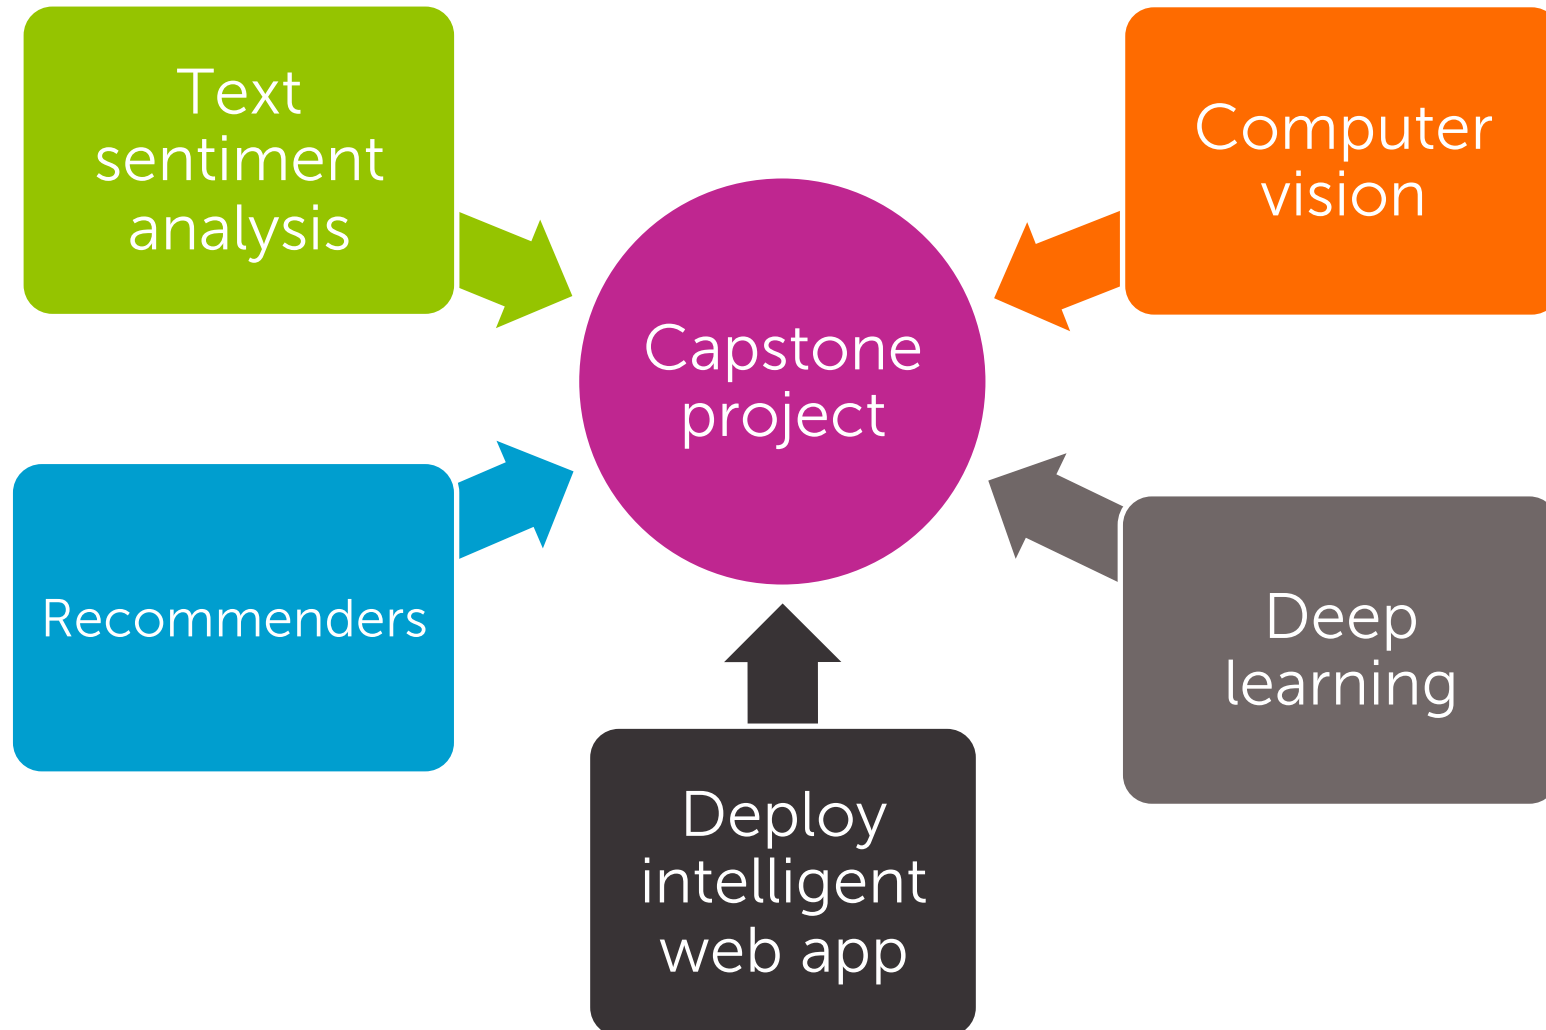 Text
sentiment
analysis
Computer
vision
Capstone
project
Recommenders
Deep
learning
Deploy
intelligent
web app